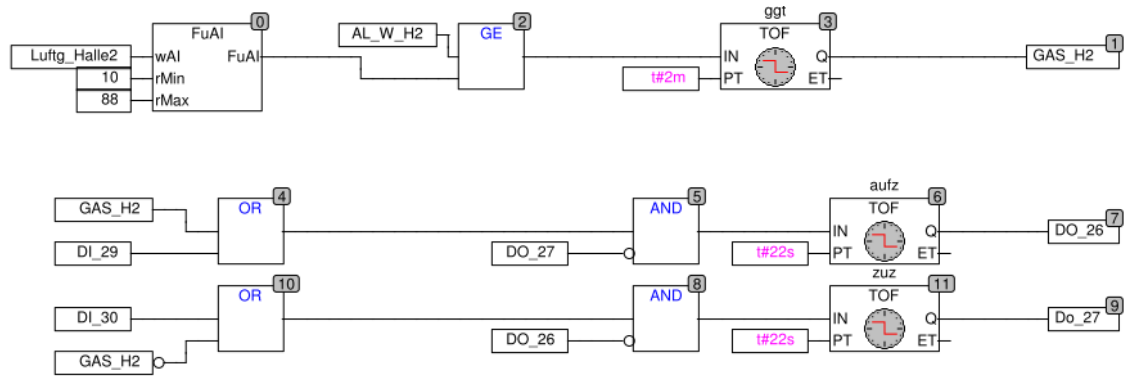 ggt
0 2 3
FuAI AL_W_H2 GE TOF 1
Luftg_Halle2 wAI FuAI IN Q GAS_H2
10 rMin t#2m PT ET
88 rMax
aufz
4 5 6
GAS_H2 OR AND TOF 7
IN Q DO_26
DI_29 DO_27 t#22s PT ET
zuz
10 8 11
OR AND TOF 9
DI_30 IN Q Do_27
GAS_H2 DO_26 t#22s PT ET